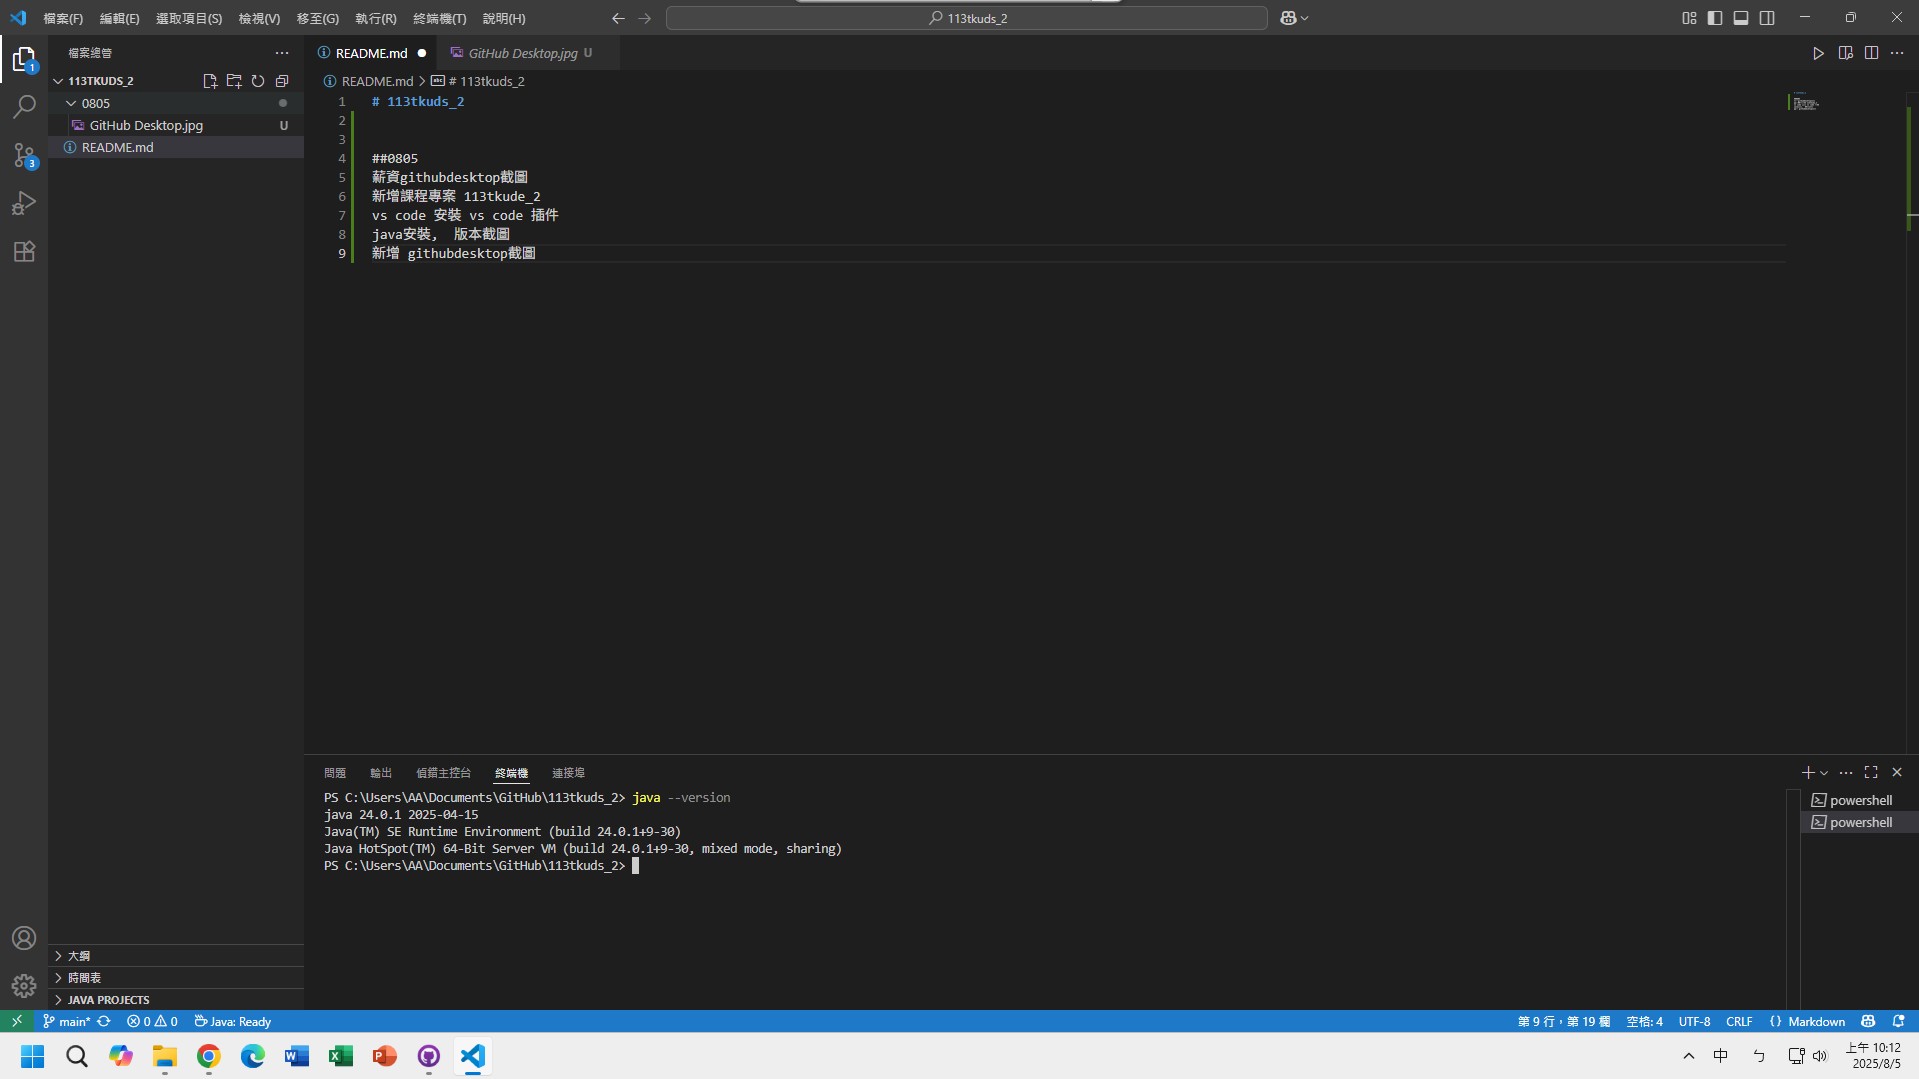 檔案(F) 編輯(E) 選取項目(S) 檢視(V) 移至(G) 執行(R) 終端機(T) 說明(H)
113tkuds_2
檔案總管
113TKUDS_2
0805
GitHub Desktop.jpg U
README.md
1
3
README.md
GitHub Desktop.jpg U
README.md > # 113tkuds_2
1 # 113tkuds_2
2
3
4 ##0805
5 薪資githubdesktop截圖
6 新增課程專案 113tkude_2
7 vs code 安裝 vs code 插件
8 java安裝, 版本截圖
9 新增 githubdesktop截圖
問題 輸出 偵錯主控台 終端機 連接埠
PS C:\Users\AA\Documents\GitHub\113tkuds_2> java --version
java 24.0.1 2025-04-15
Java(TM) SE Runtime Environment (build 24.0.1+9-30)
Java HotSpot(TM) 64-Bit Server VM (build 24.0.1+9-30, mixed mode, sharing)
PS C:\Users\AA\Documents\GitHub\113tkuds_2>
powershell
powershell
大綱
時間表
JAVA PROJECTS
main* 0 0 Java: Ready
第 9 行，第 19 欄 空格: 4 UTF-8 CRLF {} Markdown
中 ㄅ
上午 10:12
2025/8/5